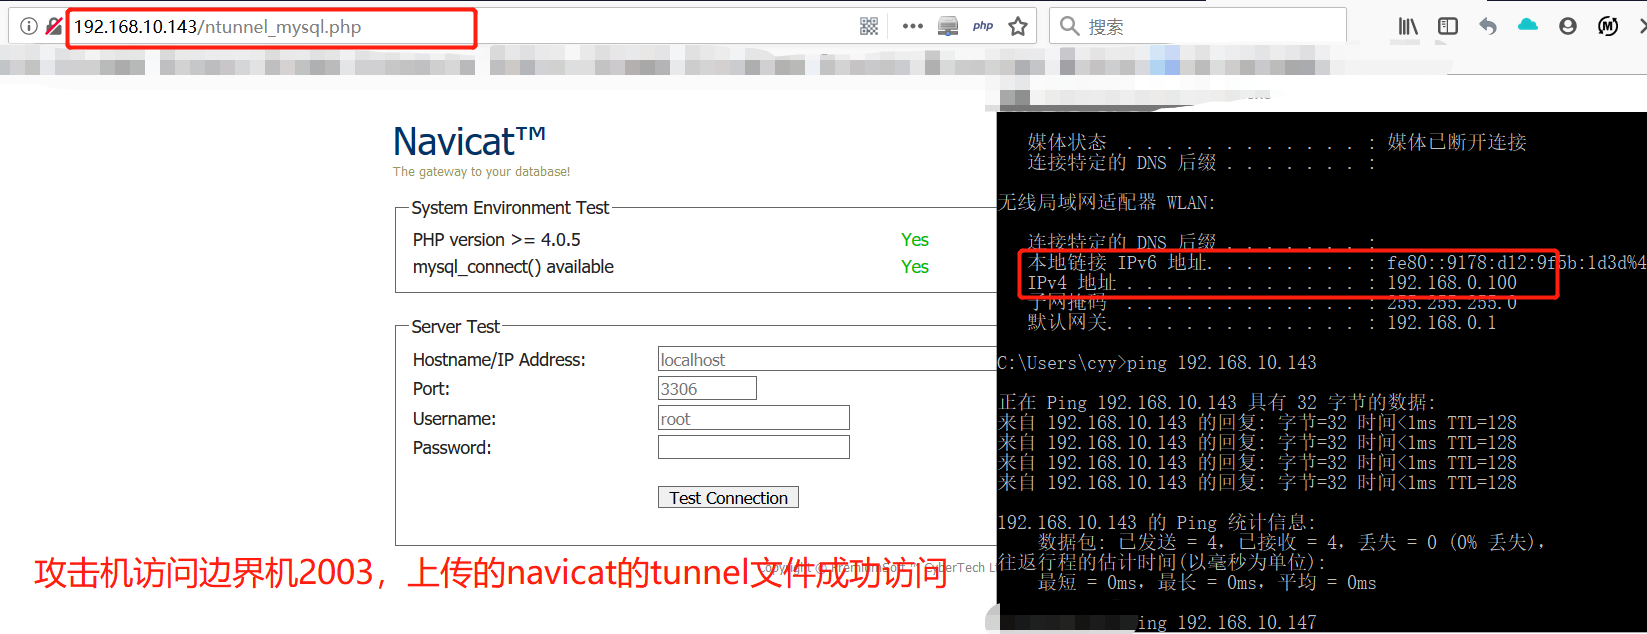 192.168.10.143/ntunnel_mysql.php
php
搜索
Navicat™
The gateway to your database!
System Environment Test
PHP version >= 4.0.5 Yes
mysql_connect() available Yes
Server Test
Hostname/IP Address: localhost
Port: 3306
Username: root
Password:
Test Connection
攻击机访问边界机2003，上传的navicat的tunnel文件成功访问
CyberTech
媒体状态 . . . . . . . . . . . . : 媒体已断开连接
连接特定的 DNS 后缀 . . . . . . . :
无线局域网适配器 WLAN:
连接特定的 DNS 后缀 . . . . . . . :
本地链接 IPv6 地址. . . . . . . . : fe80::9178:d12:9f5b:1d3d%4
IPv4 地址 . . . . . . . . . . . . : 192.168.0.100
子网掩码 . . . . . . . . . . . . : 255.255.255.0
默认网关. . . . . . . . . . . . . : 192.168.0.1
C:\Users\cyy>ping 192.168.10.143
正在 Ping 192.168.10.143 具有 32 字节的数据:
来自 192.168.10.143 的回复: 字节=32 时间<1ms TTL=128
来自 192.168.10.143 的回复: 字节=32 时间<1ms TTL=128
来自 192.168.10.143 的回复: 字节=32 时间<1ms TTL=128
来自 192.168.10.143 的回复: 字节=32 时间<1ms TTL=128
192.168.10.143 的 Ping 统计信息:
数据包: 已发送 = 4，已接收 = 4，丢失 = 0 (0% 丢失)，
往返行程的估计时间(以毫秒为单位):
最短 = 0ms，最长 = 0ms，平均 = 0ms
ing 192.168.10.147